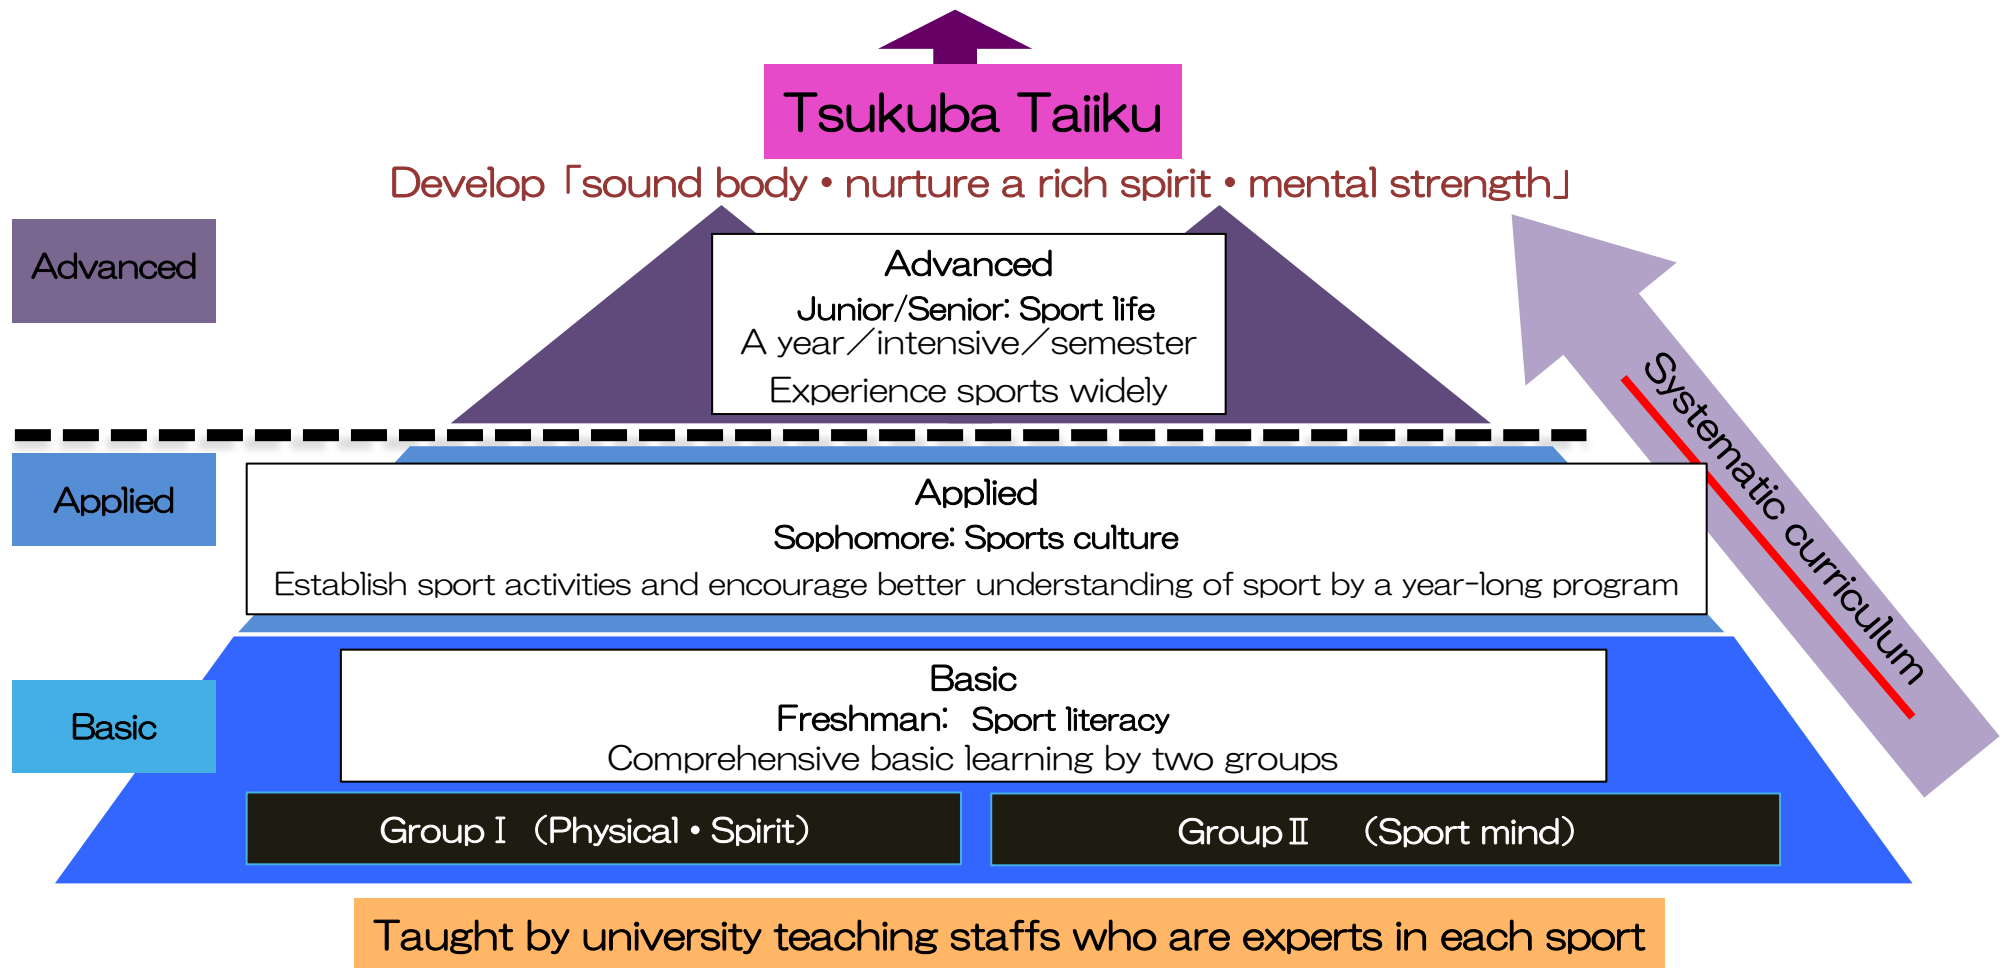 Tsukuba Taiiku
Develop「sound body・nurture a rich spirit・mental strength」
Advanced
Advanced
Junior/Senior: Sport life
A year／intensive／semester
Experience sports widely
Systematic curriculum
Applied
Applied
Sophomore: Sports culture
Establish sport activities and encourage better understanding of sport by a year-long program
Basic
Basic
Freshman: Sport literacy
Comprehensive basic learning by two groups
GroupⅠ（Physical・Spirit）
GroupⅡ （Sport mind）
Taught by university teaching staffs who are experts in each sport